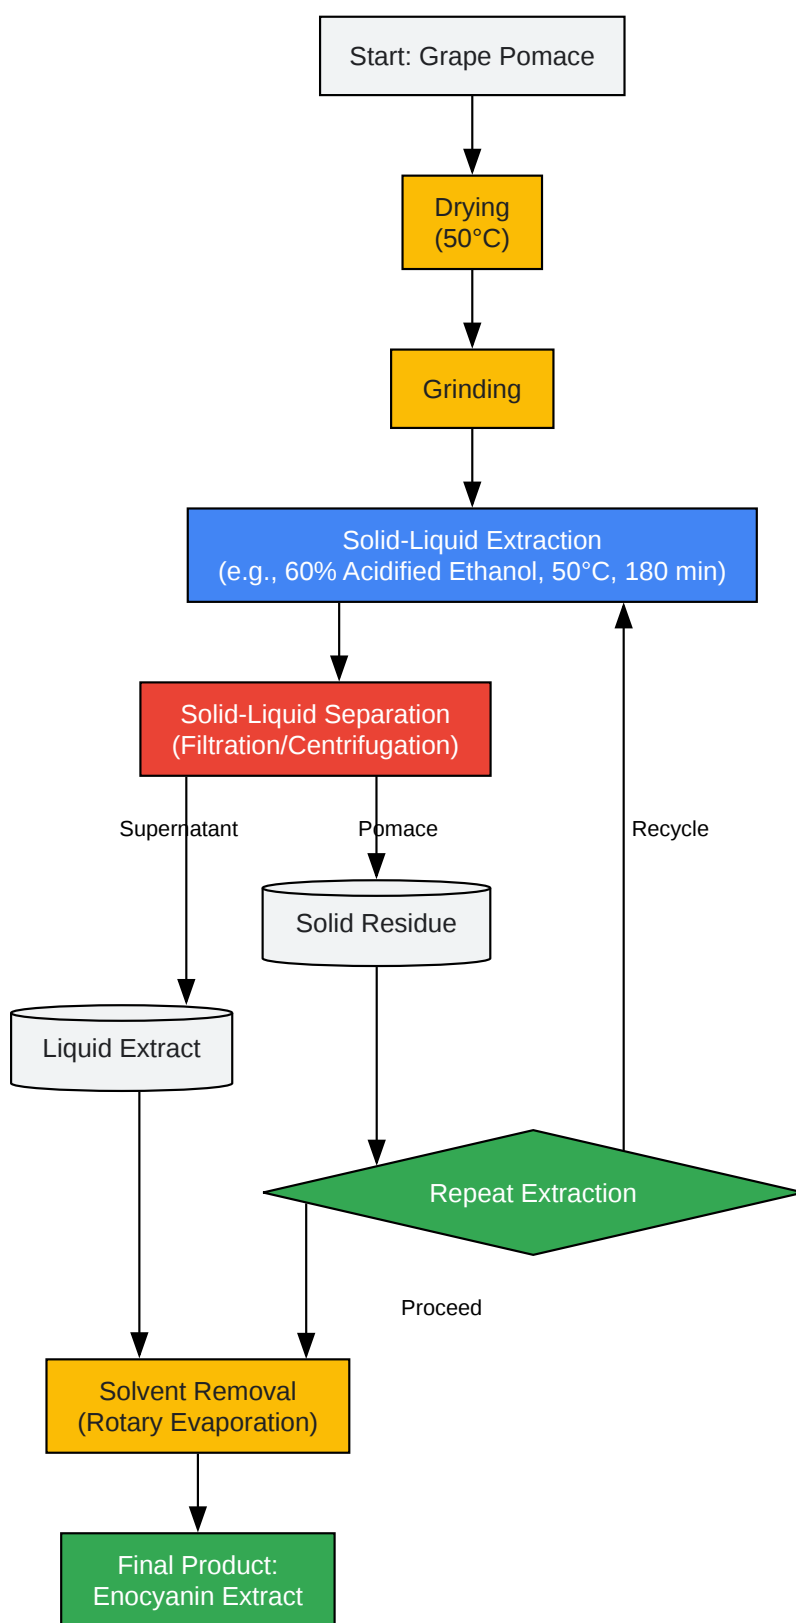 Start: Grape Pomace
Drying
(50°C)
Grinding
Solid-Liquid Extraction
(e.g., 60% Acidified Ethanol, 50°C, 180 min)
Solid-Liquid Separation
(Filtration/Centrifugation)
Supernatant
Pomace
Recycle
Solid Residue
Liquid Extract
Repeat Extraction
Proceed
Solvent Removal
(Rotary Evaporation)
Final Product:
Enocyanin Extract